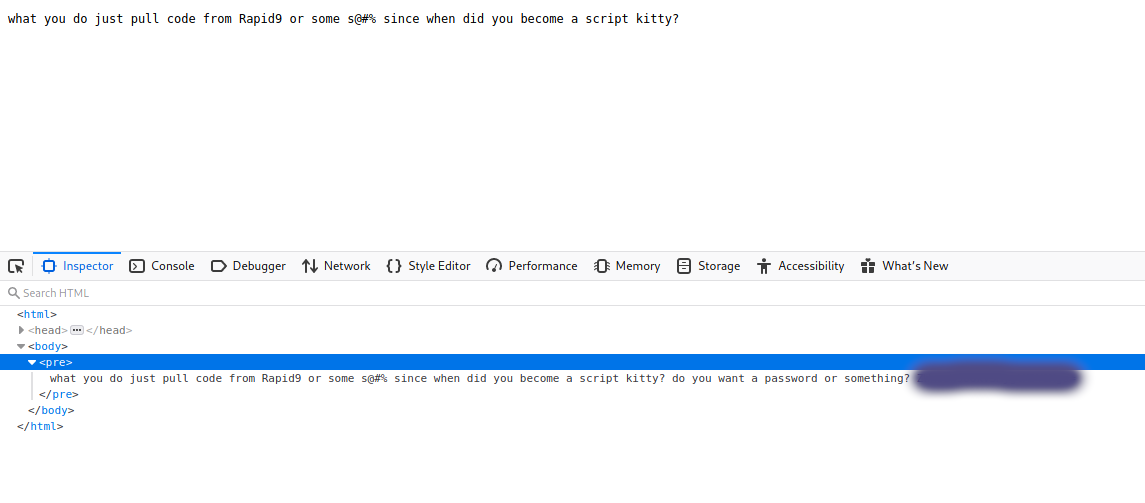 what you do just pull code from Rapid9 or some s@#% since when did you become a script kitty?
Inspector Console Debugger Network Style Editor Performance Memory Storage Accessibility What's New
Search HTML
<html>
<head> ••• </head>
<body>
<pre>
what you do just pull code from Rapid9 or some s@#% since when did you become a script kitty? do you want a password or something?
</pre>
</body>
</html>